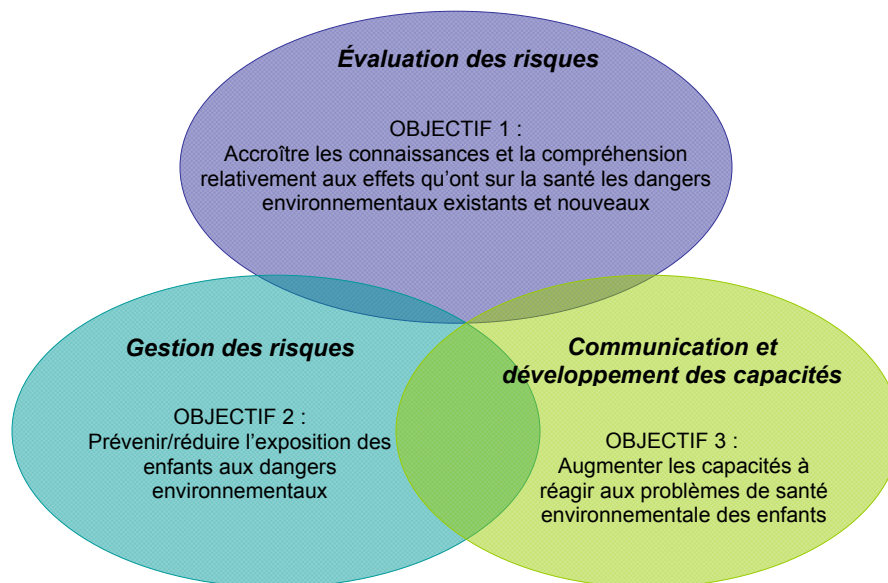 Évaluation des risques
OBJECTIF 1 :
Accroître les connaissances et la compréhension
relativement aux effets qu’ont sur la santé les dangers
environnementaux existants et nouveaux
Gestion des risques
OBJECTIF 2 :
Prévenir/réduire l’exposition des
enfants aux dangers
environnementaux
Communication et
développement des capacités
OBJECTIF 3 :
Augmenter les capacités à
réagir aux problèmes de santé
environnementale des enfants